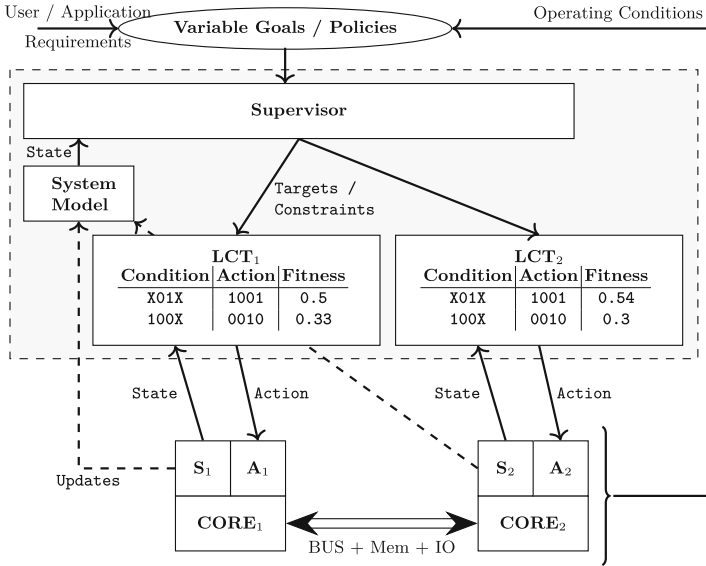 User / Application
Requirements
Variable Goals / Policies
Operating Conditions
Supervisor
State
System
Model
Targets /
Constraints
LCT₁
Condition Action Fitness
X01X 1001 0.5
100X 0010 0.33
LCT₂
Condition Action Fitness
X01X 1001 0.54
100X 0010 0.3
State
Action
State
Action
Updates
S₁ A₁
CORE₁
S₂ A₂
CORE₂
BUS + Mem + IO